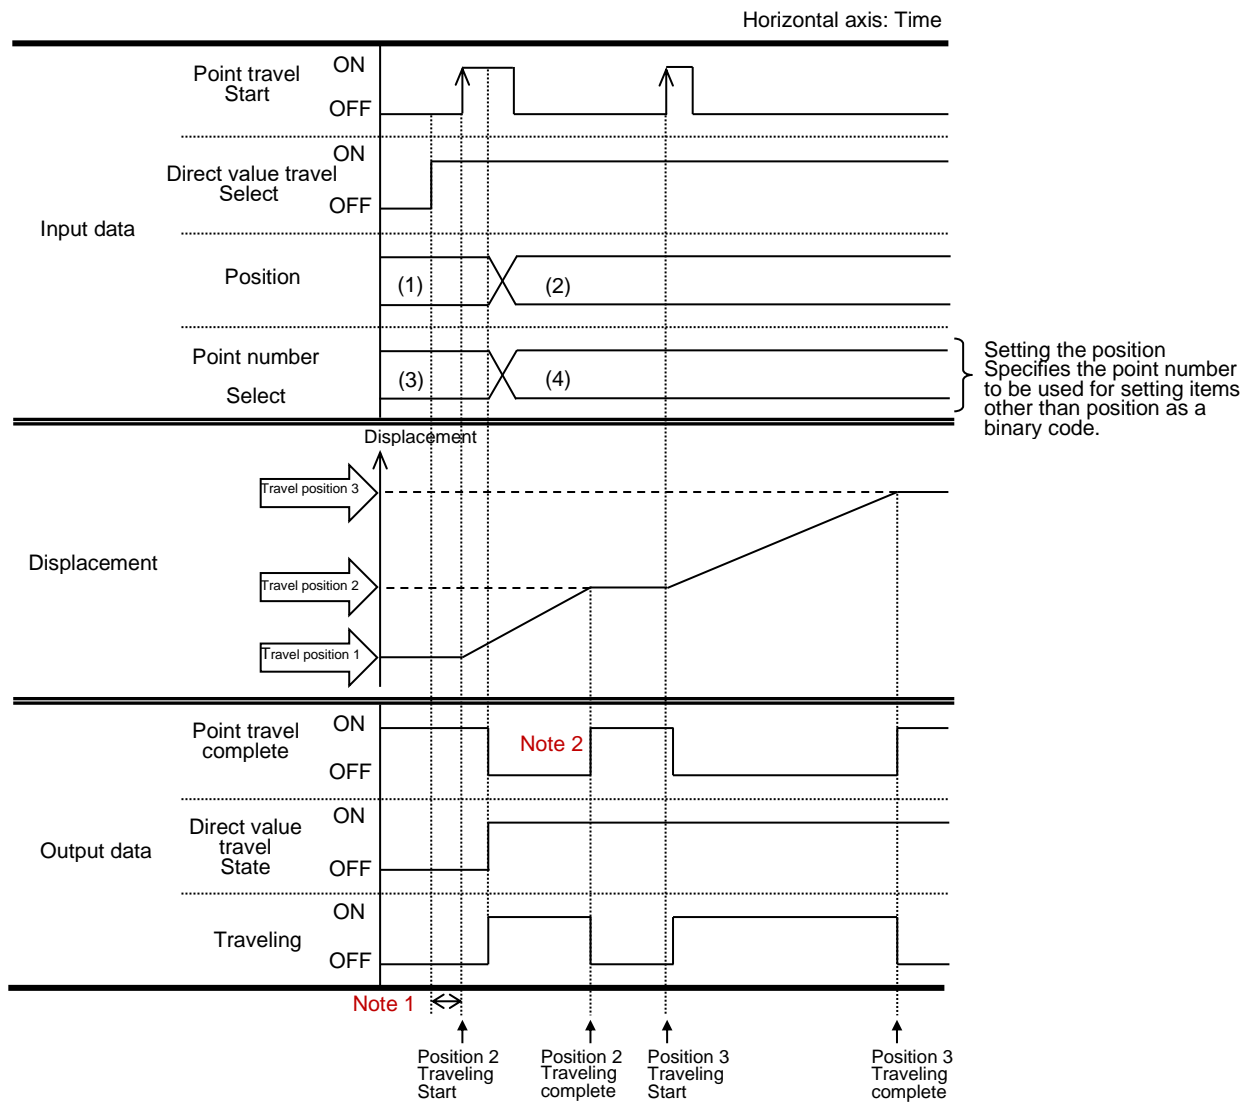 Horizontal axis: Time
Point travel
Start
ON
OFF
Direct value travel
Select
ON
OFF
Input data
Position
(1)
(2)
Point number
Select
(3)
(4)
Setting the position
Specifies the point number
to be used for setting items
other than position as a
binary code.
Displacement
Travel position 3
Displacement
Travel position 2
Travel position 1
Point travel
complete
ON
OFF
Note 2
Output data
Direct value
travel
State
ON
OFF
Traveling
ON
OFF
Note 1
Position 2
Traveling
Start
Position 2
Traveling
complete
Position 3
Traveling
Start
Position 3
Traveling
complete